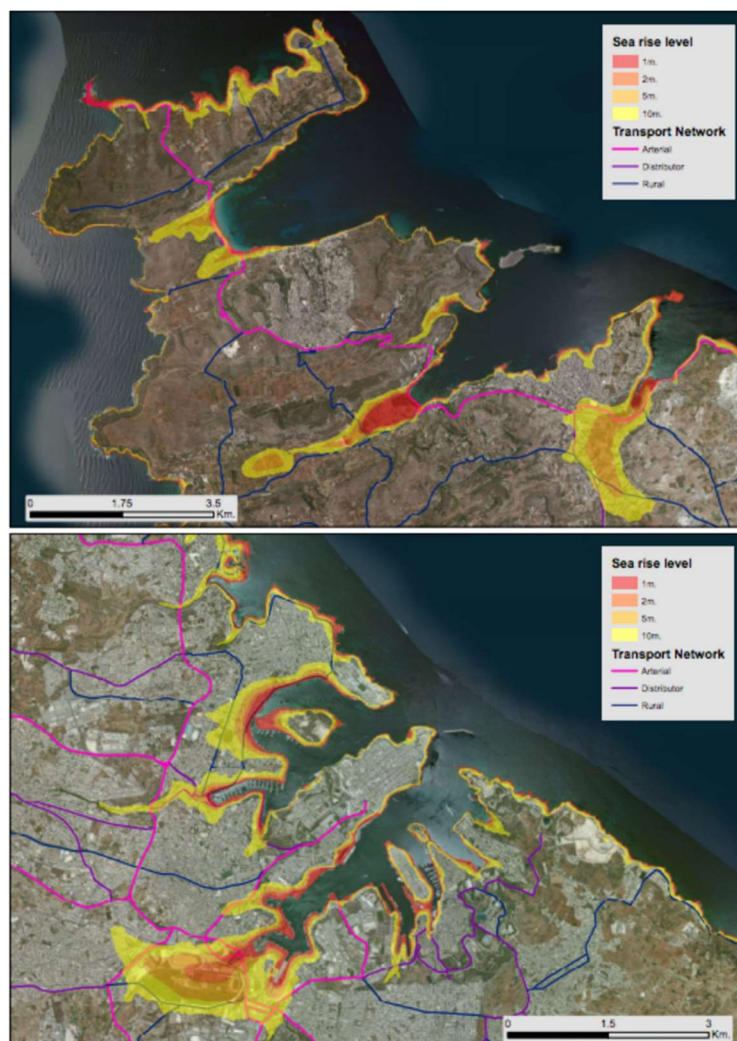 Sea rise level
1m.
2m.
5m.
10m.
Transport Network
Arterial
Distributor
Rural
0 1.75 3.5
Km.
Sea rise level
1m.
2m.
5m.
10m.
Transport Network
Arterial
Distributor
Rural
0 1.5 3
Km.